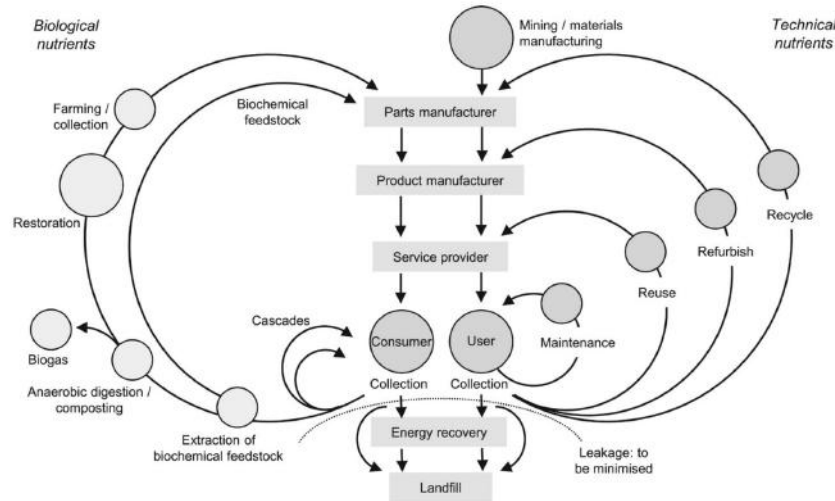 Biological
nutrients
Mining / materials
manufacturing
Technical
nutrients
Farming /
collection
Biochemical
feedstock
Parts manufacturer
Product manufacturer
Restoration
Recycle
Refurbish
Service provider
Reuse
Cascades
Consumer
User
Maintenance
Biogas
Anaerobic digestion /
composting
Collection
Collection
Extraction of
biochemical feedstock
Energy recovery
Leakage: to
be minimised
Landfill